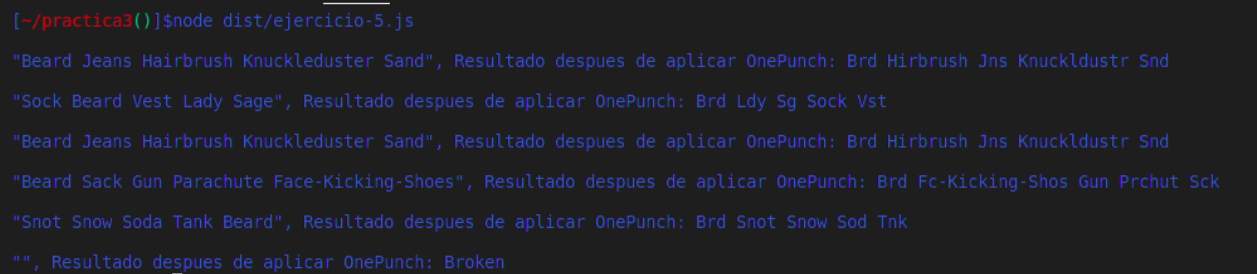 [~/practica3()]$node dist/ejercicio-5.js
"Beard Jeans Hairbrush Knuckleduster Sand", Resultado despues de aplicar OnePunch: Brd Hirbrush Jns Knuckldustr Snd
"Sock Beard Vest Lady Sage", Resultado despues de aplicar OnePunch: Brd Ldy Sg Sock Vst
"Beard Jeans Hairbrush Knuckleduster Sand", Resultado despues de aplicar OnePunch: Brd Hirbrush Jns Knuckldustr Snd
"Beard Sack Gun Parachute Face-Kicking-Shoes", Resultado despues de aplicar OnePunch: Brd Fc-Kicking-Shos Gun Prchut Sck
"Snot Snow Soda Tank Beard", Resultado despues de aplicar OnePunch: Brd Snot Snow Sod Tnk
"", Resultado despues de aplicar OnePunch: Broken